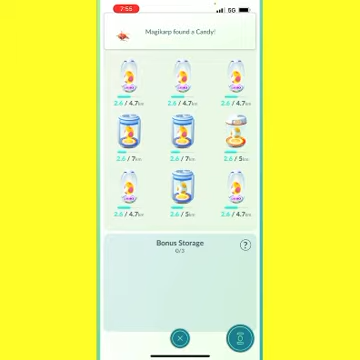 7:55
5G
Magikarp found a Candy!
2.6 / 4.7km 2.6 / 4.7km 2.6 / 4.7km
2.6 / 7km 2.6 / 7km 2.6 / 5km
2.6 / 4.7km 2.6 / 5km 2.6 / 4.7km
Bonus Storage
0/3
?